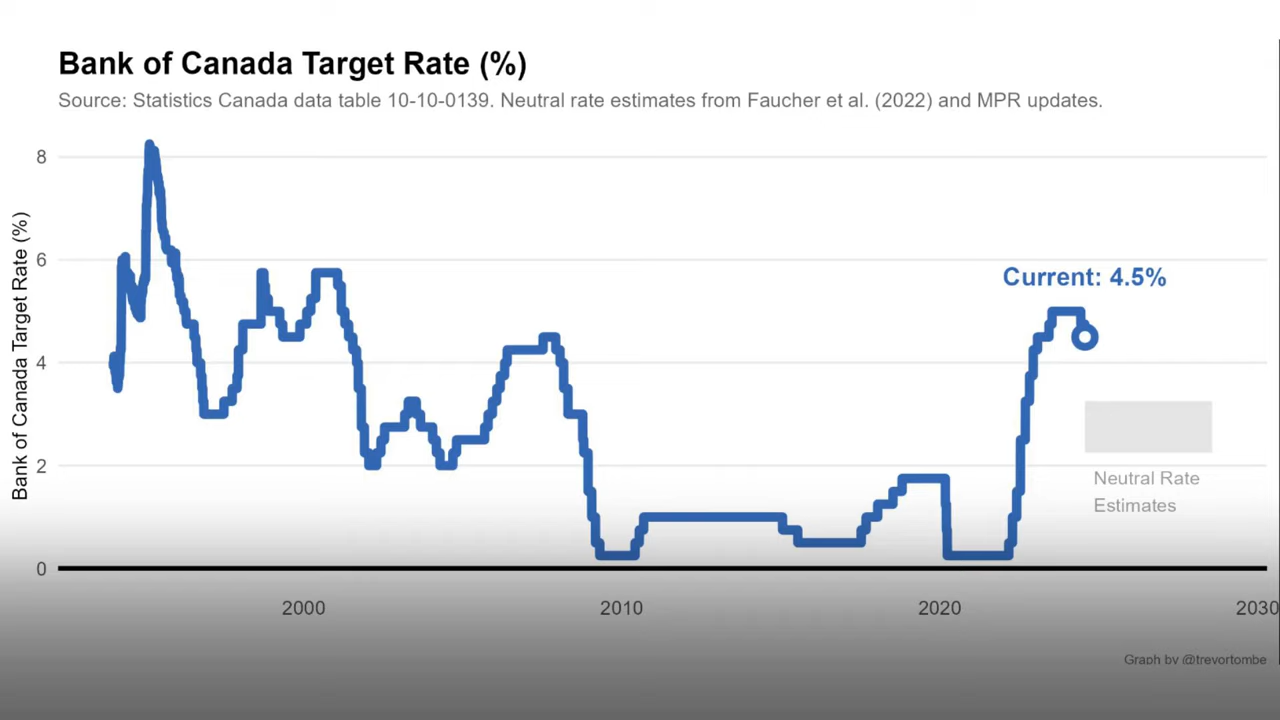 Bank of Canada Target Rate (%)
Source: Statistics Canada data table 10-10-0139. Neutral rate estimates from Faucher et al. (2022) and MPR updates.
Bank of Canada Target Rate (%)
8
6
4
2
0
Current: 4.5%
Neutral Rate
Estimates
2000
2010
2020
2030
Graph by @trevortombe